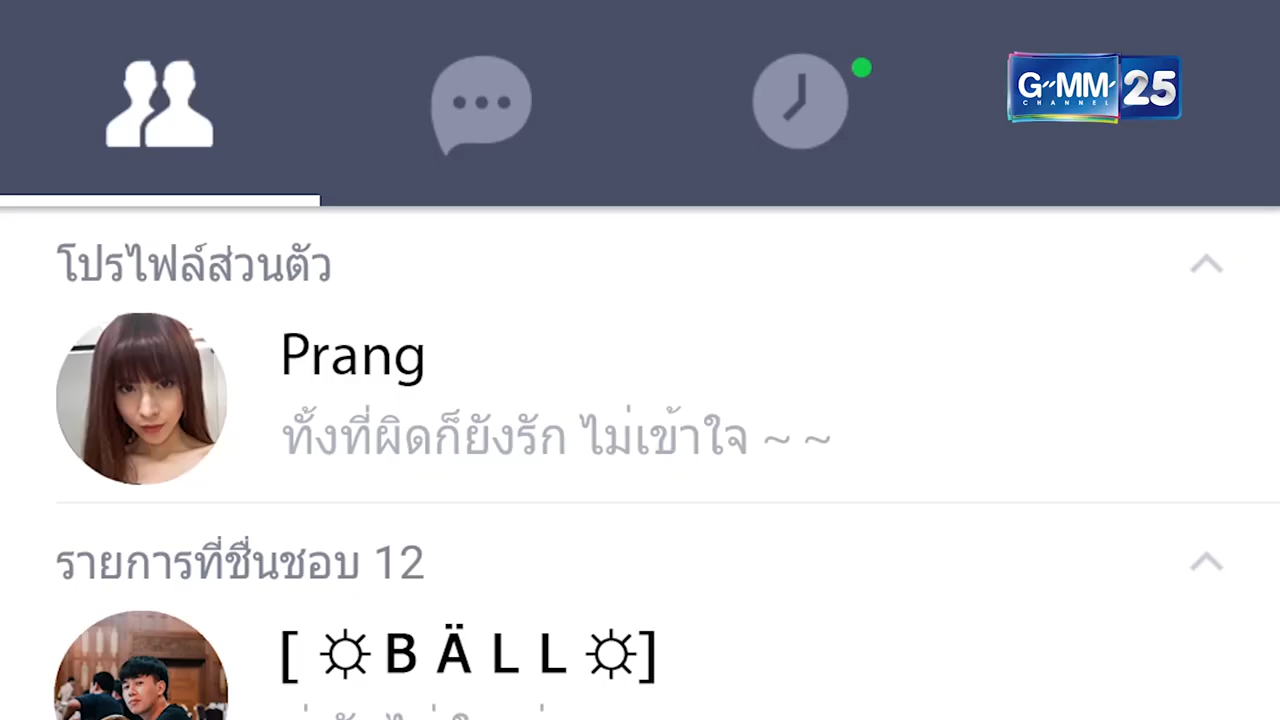 G-MM 25
CHANNEL
โปรไฟล์ส่วนตัว
Prang
ทั้งที่ผิดก็ยังรัก ไม่เข้าใจ ~ ~
รายการที่ชื่นชอบ 12
[ ☼ B Ä L L ☼ ]